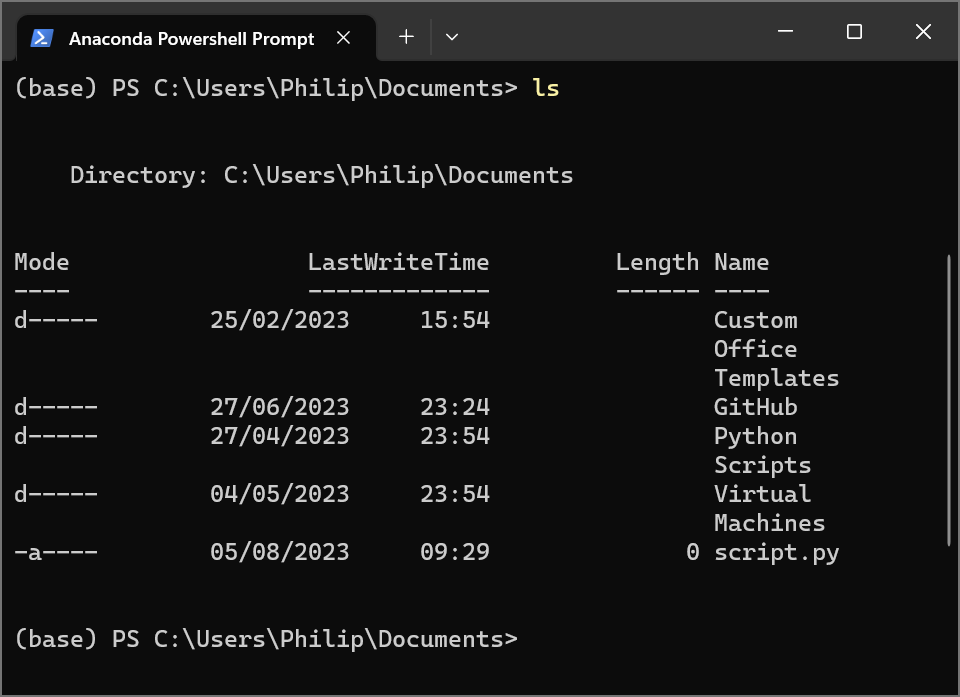 Anaconda Powershell Prompt
(base) PS C:\Users\Philip\Documents> ls
Directory: C:\Users\Philip\Documents
Mode LastWriteTime Length Name
---- ------------- ------ ----
d----- 25/02/2023 15:54 Custom
Office
Templates
d----- 27/06/2023 23:24 GitHub
d----- 27/04/2023 23:54 Python
Scripts
d----- 04/05/2023 23:54 Virtual
Machines
-a---- 05/08/2023 09:29 0 script.py
(base) PS C:\Users\Philip\Documents>